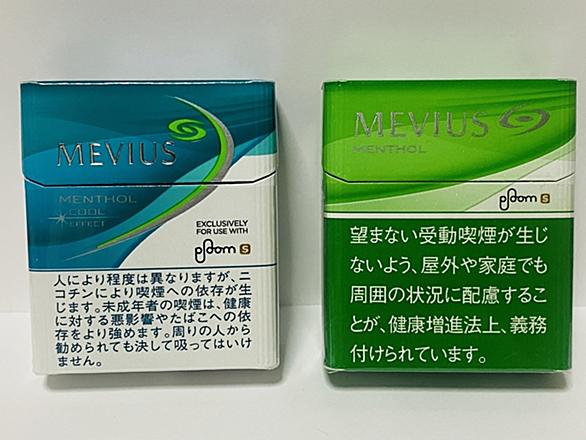 MEVIUS
MENTHOL
COOL
EFFECT
EXCLUSIVELY
FOR USE WITH
ploom S
人により程度は異なりますが、ニ
コチンにより喫煙への依存が生
じます。未成年者の喫煙は、健康
に対する悪影響やたばこへの依
存をより強めます。周りの人から
勧められても決して吸ってはいけ
ません。
MEVIUS
MENTHOL
ploom S
望まない受動喫煙が生じ
ないよう、屋外や家庭でも
周囲の状況に配慮するこ
とが、健康増進法上、義務
付けられています。